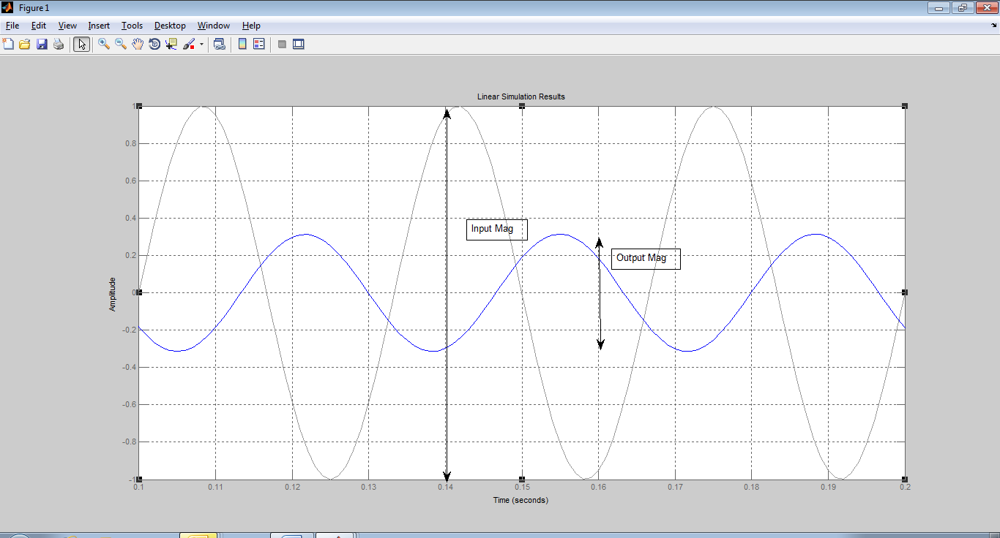 Figure 1
File Edit View Insert Tools Desktop Window Help
Linear Simulation Results
1
0.8
0.6
0.4
0.2
0
-0.2
-0.4
-0.6
-0.8
-1
Amplitude
Input Mag
Output Mag
0.1 0.11 0.12 0.13 0.14 0.15 0.16 0.17 0.18 0.19 0.2
Time (seconds)